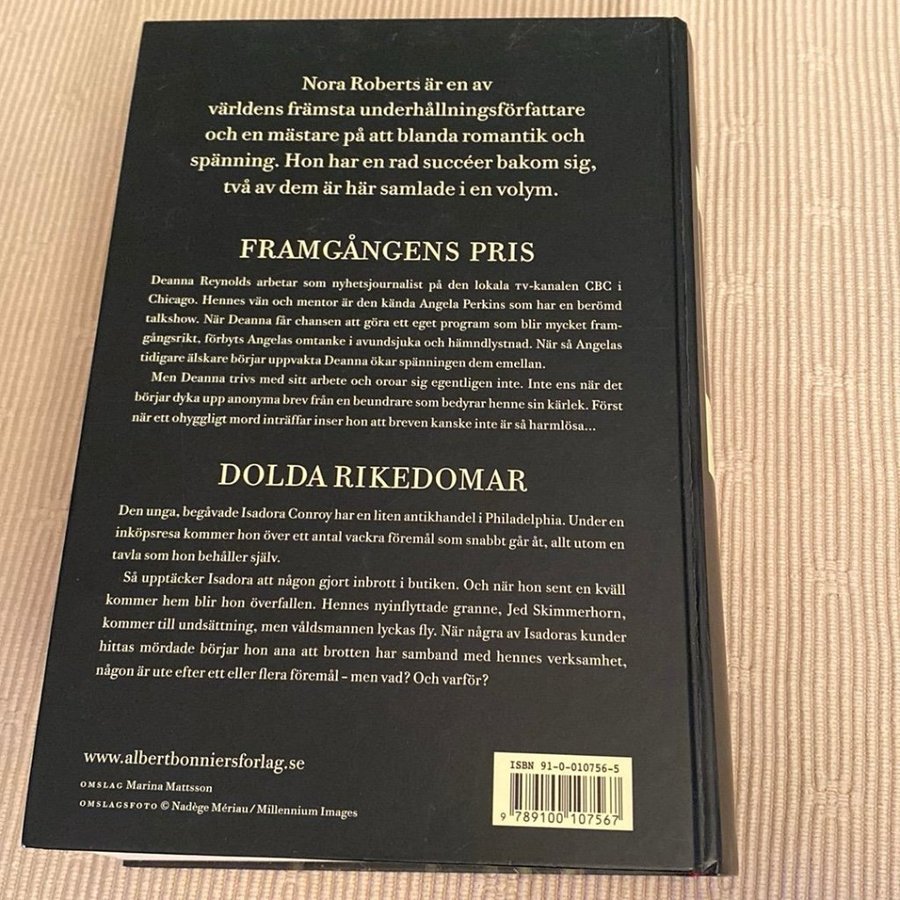 Nora Roberts är en av
världens främsta underhållningsförfattare
och en mästare på att blanda romantik och
spänning. Hon har en rad succéer bakom sig,
två av dem är här samlade i en volym.
FRAMGÅNGENS PRIS
Deanna Reynolds arbetar som nyhetsjournalist på den lokala TV-kanalen CBC i
Chicago. Hennes vän och mentor är den kända Angela Perkins som har en berömd
talkshow. När Deanna får chansen att göra ett eget program som blir mycket fram-
gångsrikt, förbyts Angelas omtanke i avundsjuka och hämndlystnad. När så Angelas
tidigare älskare börjar uppvakta Deanna ökar spänningen dem emellan.
Men Deanna trivs med sitt arbete och oroar sig egentligen inte. Inte ens när det
börjar dyka upp anonyma brev från en beundrare som bedyrar henne sin kärlek. Först
när ett ohyggligt mord inträffar inser hon att breven kanske inte är så harmlösa...
DOLDA RIKEDOMAR
Den unga, begåvade Isadora Conroy har en liten antikhandel i Philadelphia. Under en
inköpsresa kommer hon över ett antal vackra föremål som snabbt går åt, allt utom en
tavla som hon behåller själv.
Så upptäcker Isadora att någon gjort inbrott i butiken. Och när hon sent en kväll
kommer hem blir hon överfallen. Hennes nyinflyttade granne, Jed Skimmerhorn,
kommer till undsättning, men våldsmannen lyckas fly. När några av Isadoras kunder
hittas mördade börjar hon ana att brotten har samband med hennes verksamhet,
någon är ute efter ett eller flera föremål – men vad? Och varför?
www.albertbonniersforlag.se
OMSLAG Marina Mattsson
OMSLAGSFOTO © Nadège Mériau / Millennium Images
ISBN 91-0-010756-5
9 789100 107567